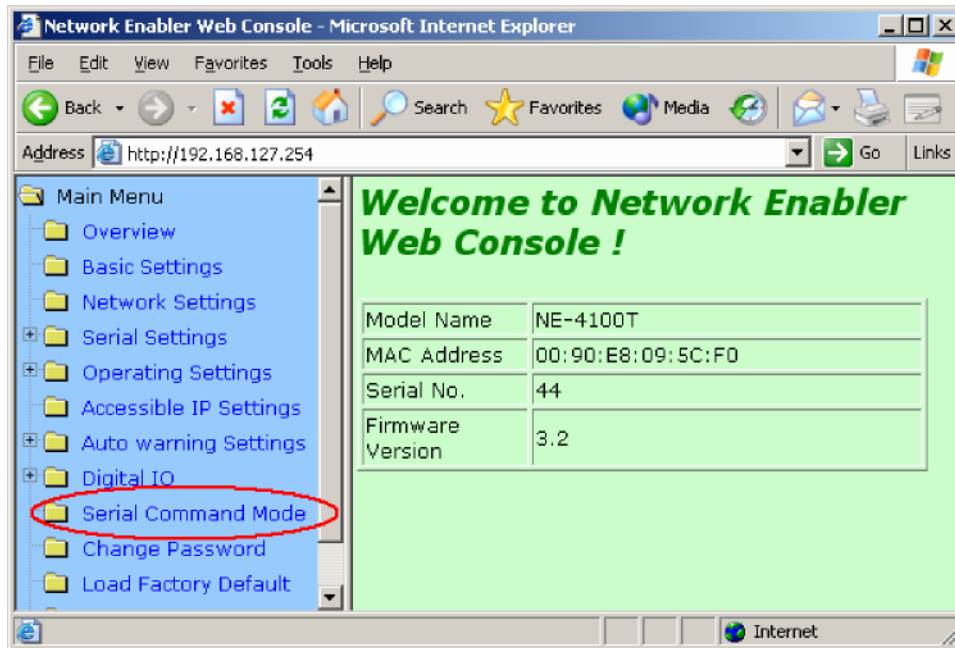 Network Enabler Web Console - Microsoft Internet Explorer
File Edit View Favorites Tools Help
Back Search Favorites Media
Address http://192.168.127.254 Go Links
Main Menu
Overview
Basic Settings
Network Settings
Serial Settings
Operating Settings
Accessible IP Settings
Auto warning Settings
Digital IO
Serial Command Mode
Change Password
Load Factory Default
Welcome to Network Enabler
Web Console !
Model Name NE-4100T
MAC Address 00:90:E8:09:5C:F0
Serial No. 44
Firmware
Version 3.2
Internet